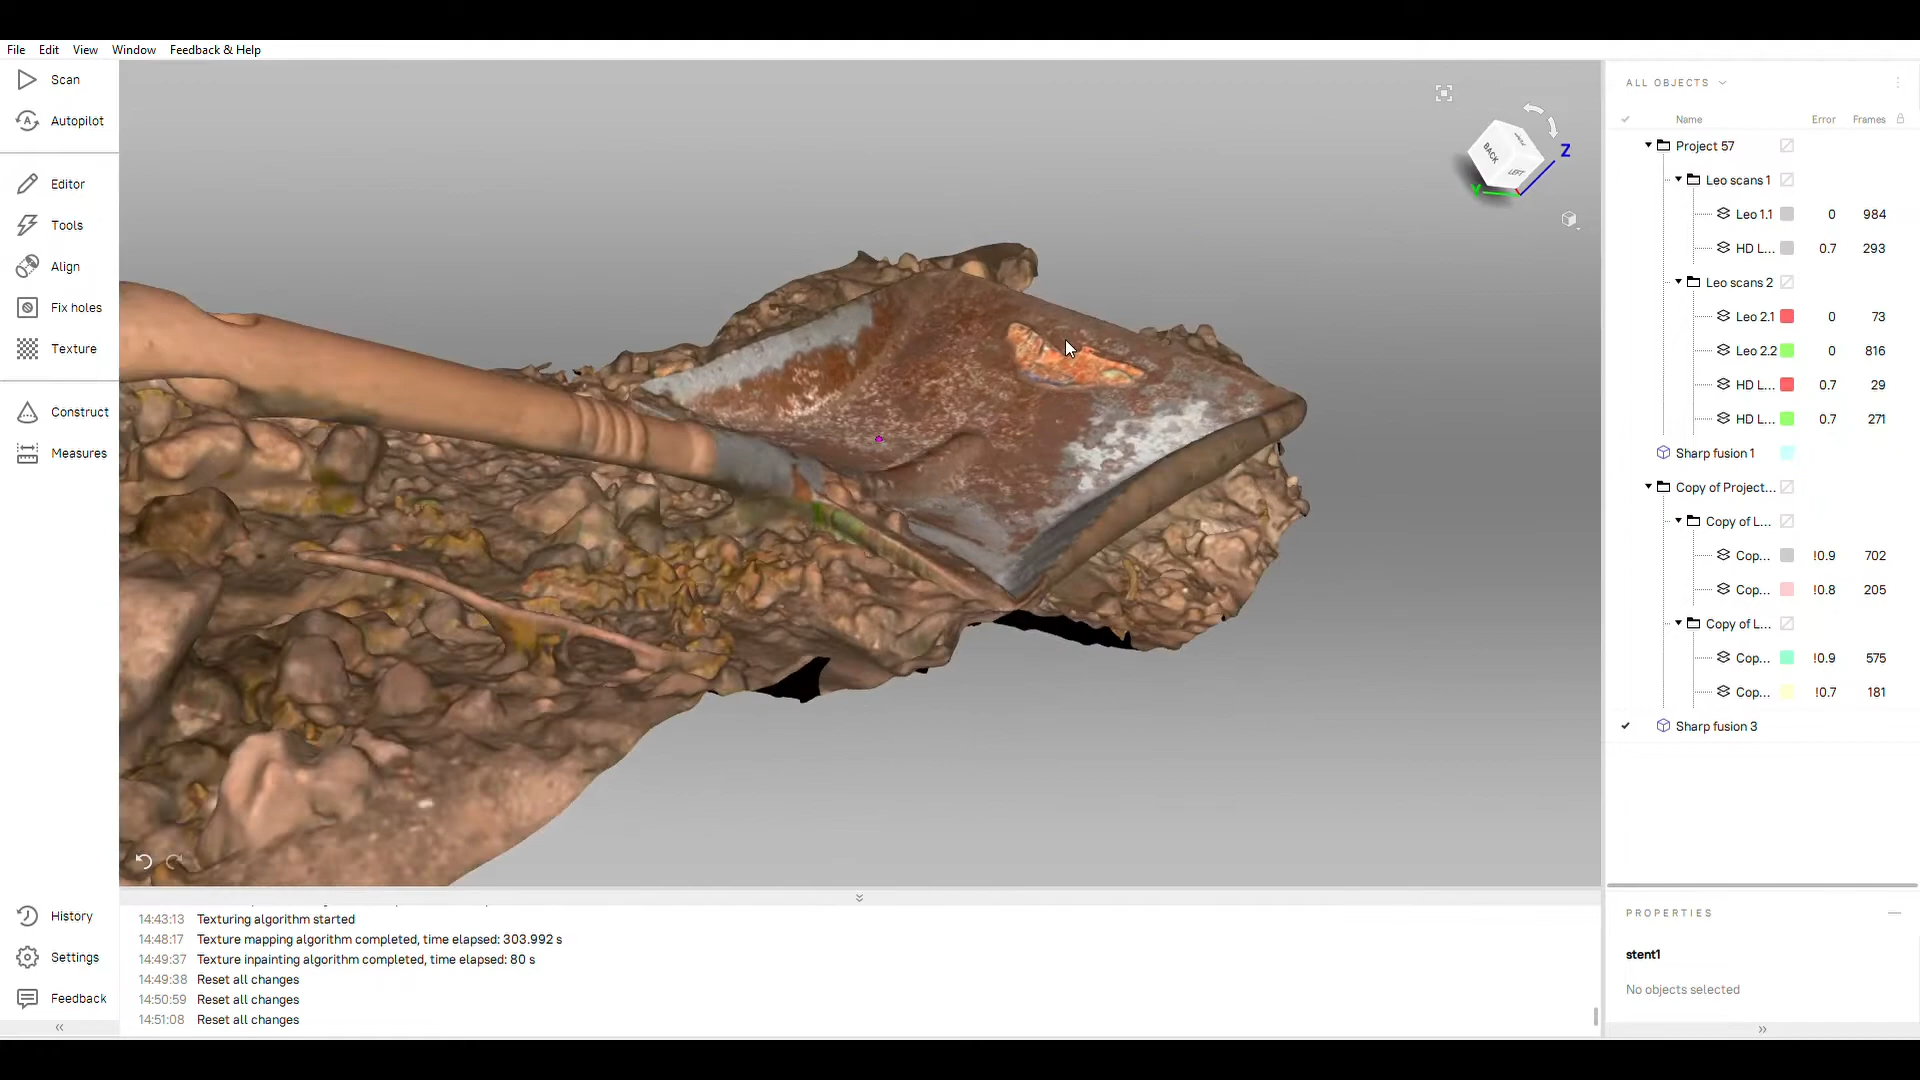 File Edit View Window Feedback & Help
Scan
Autopilot
Editor
Tools
Align
Fix holes
Texture
Construct
Measures
History
Settings
Feedback
BACK
LEFT
Z
Y
ALL OBJECTS
Name Error Frames
Project 57
Leo scans 1
Leo 1.1 0 984
HD L... 0.7 293
Leo scans 2
Leo 2.1 0 73
Leo 2.2 0 816
HD L... 0.7 29
HD L... 0.7 271
Sharp fusion 1
Copy of Project...
Copy of L...
Cop... !0.9 702
Cop... !0.8 205
Copy of L...
Cop... !0.9 575
Cop... !0.7 181
Sharp fusion 3
14:43:13 Texturing algorithm started
14:48:17 Texture mapping algorithm completed, time elapsed: 303.992 s
14:49:37 Texture inpainting algorithm completed, time elapsed: 80 s
14:49:38 Reset all changes
14:50:59 Reset all changes
14:51:08 Reset all changes
PROPERTIES
stent1
No objects selected